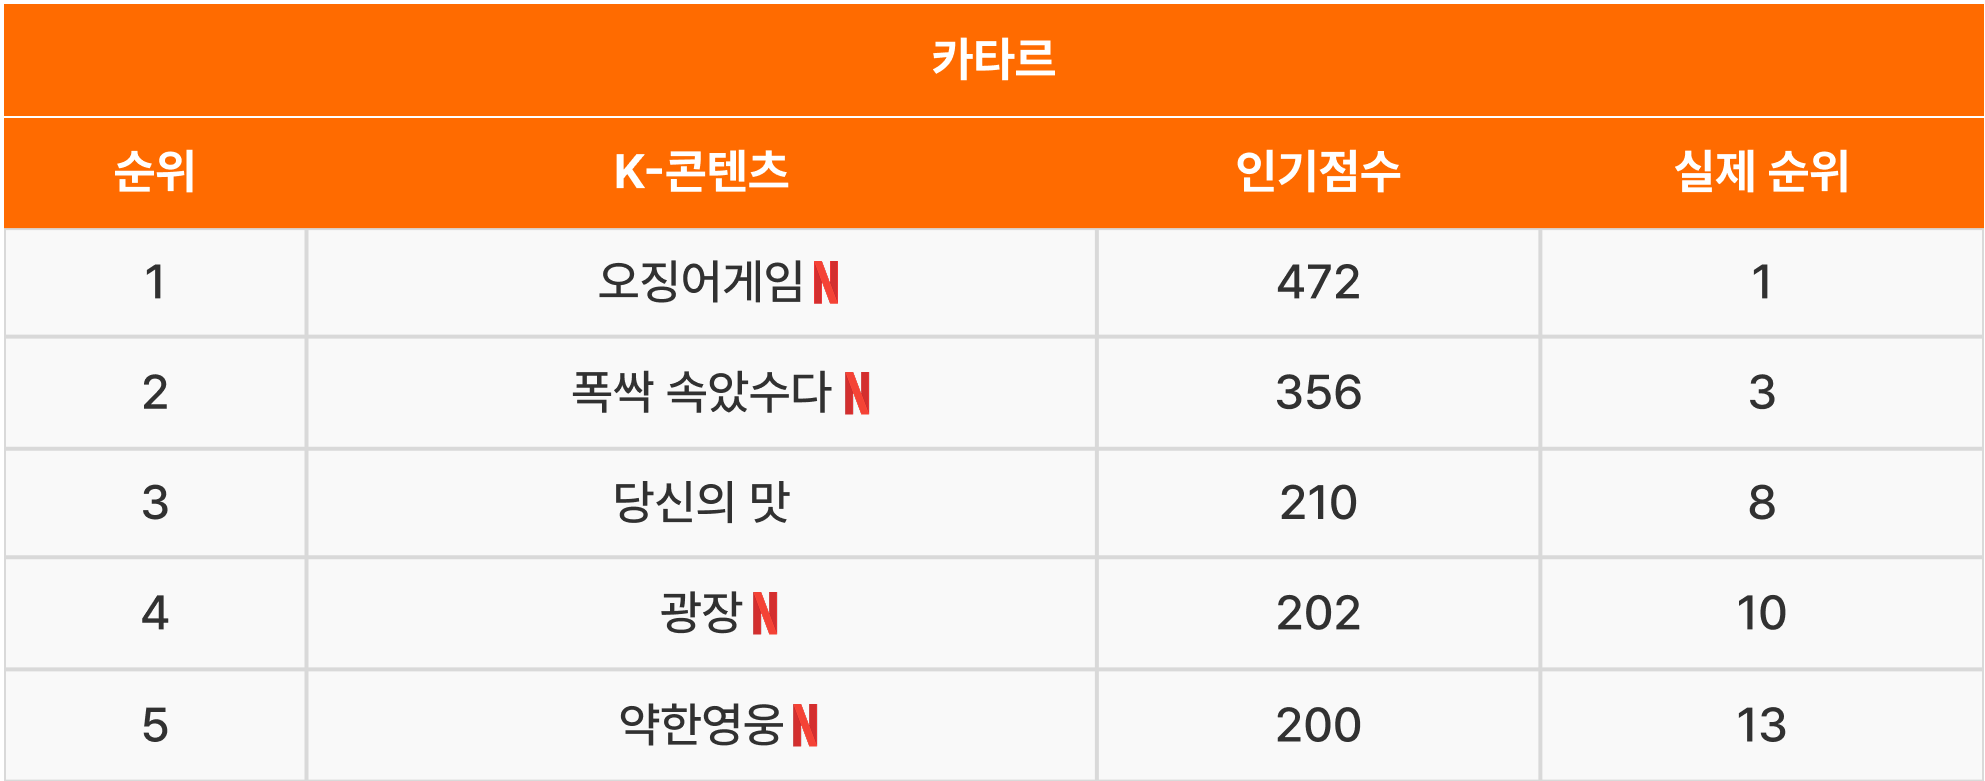 카타르
순위 K-콘텐츠 인기점수 실제 순위
1 오징어게임 N 472 1
2 폭싹 속았수다 N 356 3
3 당신의 맛 210 8
4 광장 N 202 10
5 약한영웅 N 200 13